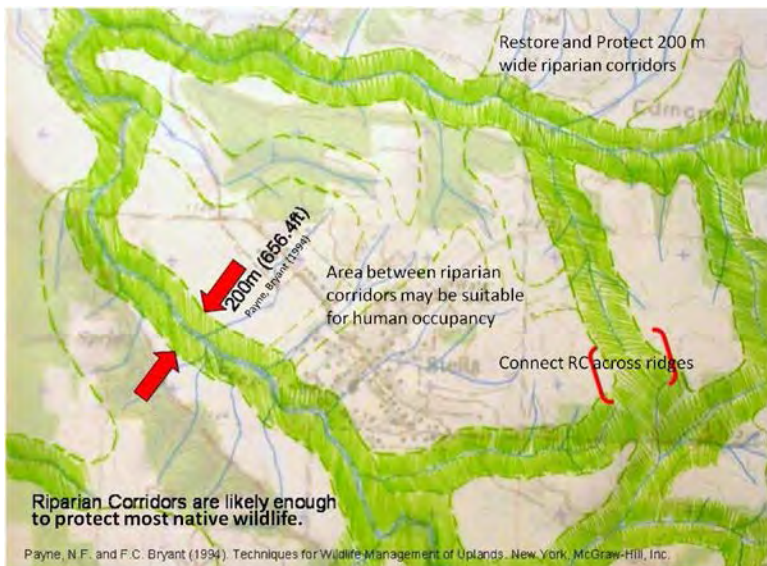 Restore and Protect 200 m
wide riparian corridors
200m (656.4ft)
Payne, Bryant (1994)
Area between riparian
corridors may be suitable
for human occupancy
Connect RC across ridges
Riparian Corridors are likely enough
to protect most native wildlife.
Payne, N.F. and F.C. Bryant (1994). Techniques for Wildlife Management of Uplands. New York, McGraw-Hill, Inc.